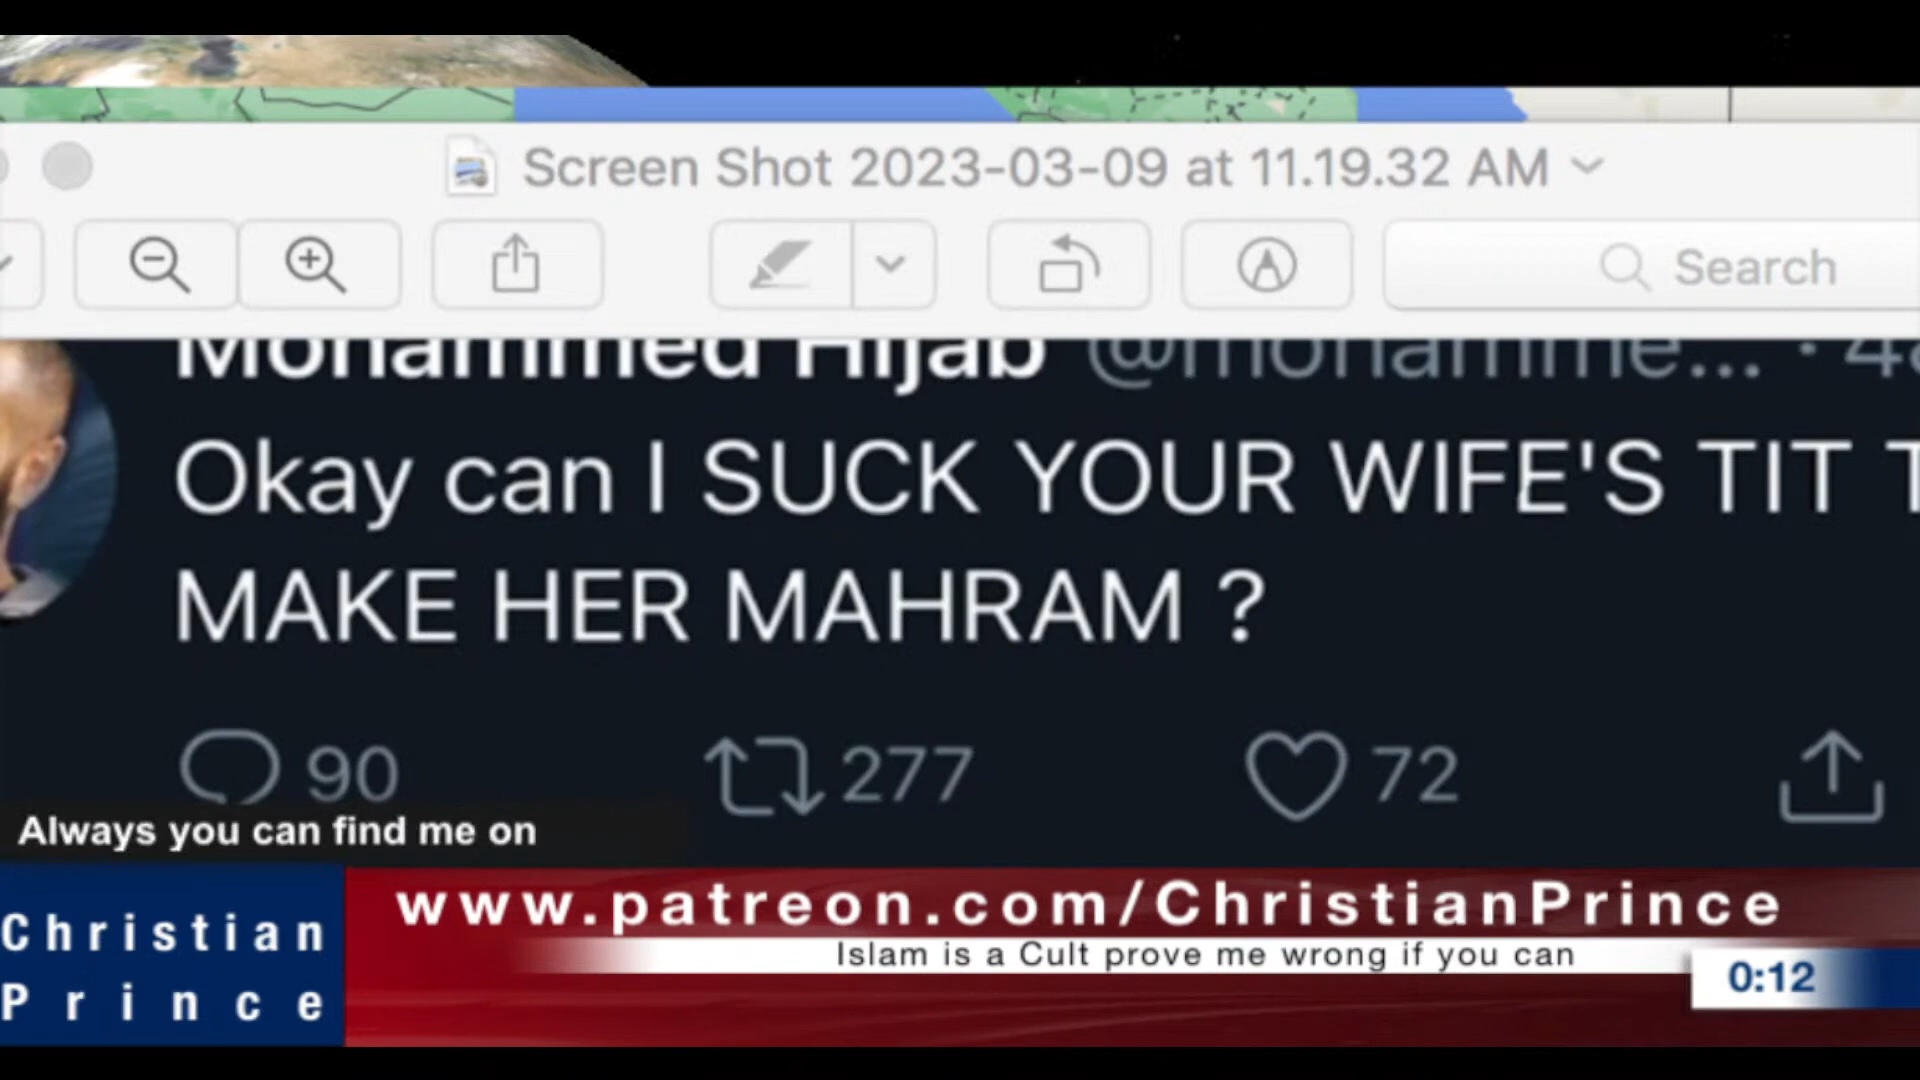 Screen Shot 2023-03-09 at 11.19.32 AM
Search
Mohammed Hijab @mohamme... ·
Okay can I SUCK YOUR WIFE'S TIT
MAKE HER MAHRAM ?
90 277 72
Always you can find me on
www.patreon.com/ChristianPrince
Christian
Prince
Islam is a Cult prove me wrong if you can
0:12